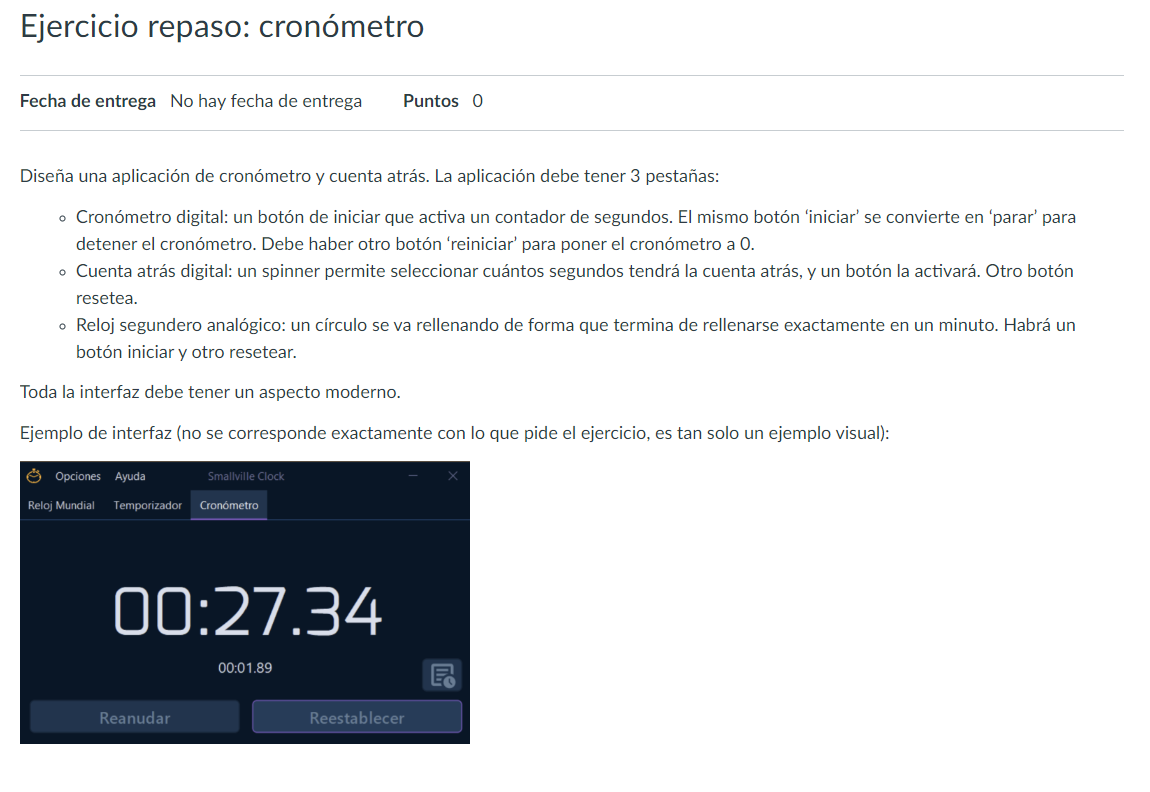 Ejercicio repaso: cronómetro
Fecha de entrega No hay fecha de entrega Puntos 0
Diseña una aplicación de cronómetro y cuenta atrás. La aplicación debe tener 3 pestañas:
Cronómetro digital: un botón de iniciar que activa un contador de segundos. El mismo botón ‘iniciar’ se convierte en ‘parar’ para
detener el cronómetro. Debe haber otro botón ‘reiniciar’ para poner el cronómetro a 0.
Cuenta atrás digital: un spinner permite seleccionar cuántos segundos tendrá la cuenta atrás, y un botón la activará. Otro botón
resetea.
Reloj segundero analógico: un círculo se va rellenando de forma que termina de rellenarse exactamente en un minuto. Habrá un
botón iniciar y otro resetear.
Toda la interfaz debe tener un aspecto moderno.
Ejemplo de interfaz (no se corresponde exactamente con lo que pide el ejercicio, es tan solo un ejemplo visual):
Opciones Ayuda Smallville Clock
Reloj Mundial Temporizador Cronómetro
00:27.34
00:01.89
Reanudar Reestablecer